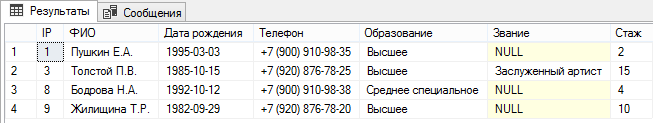 Результаты Сообщения
IP ФИО Дата рождения Телефон Образование Звание Стаж
1 1 Пушкин Е.А. 1995-03-03 +7 (900) 910-98-35 Высшее NULL 2
2 3 Толстой П.В. 1985-10-15 +7 (920) 876-78-25 Высшее Заслуженный артист 15
3 8 Бодрова Н.А. 1992-10-12 +7 (900) 910-98-38 Среднее специальное NULL 4
4 9 Жилищина Т.Р. 1982-09-29 +7 (920) 876-78-20 Высшее NULL 10